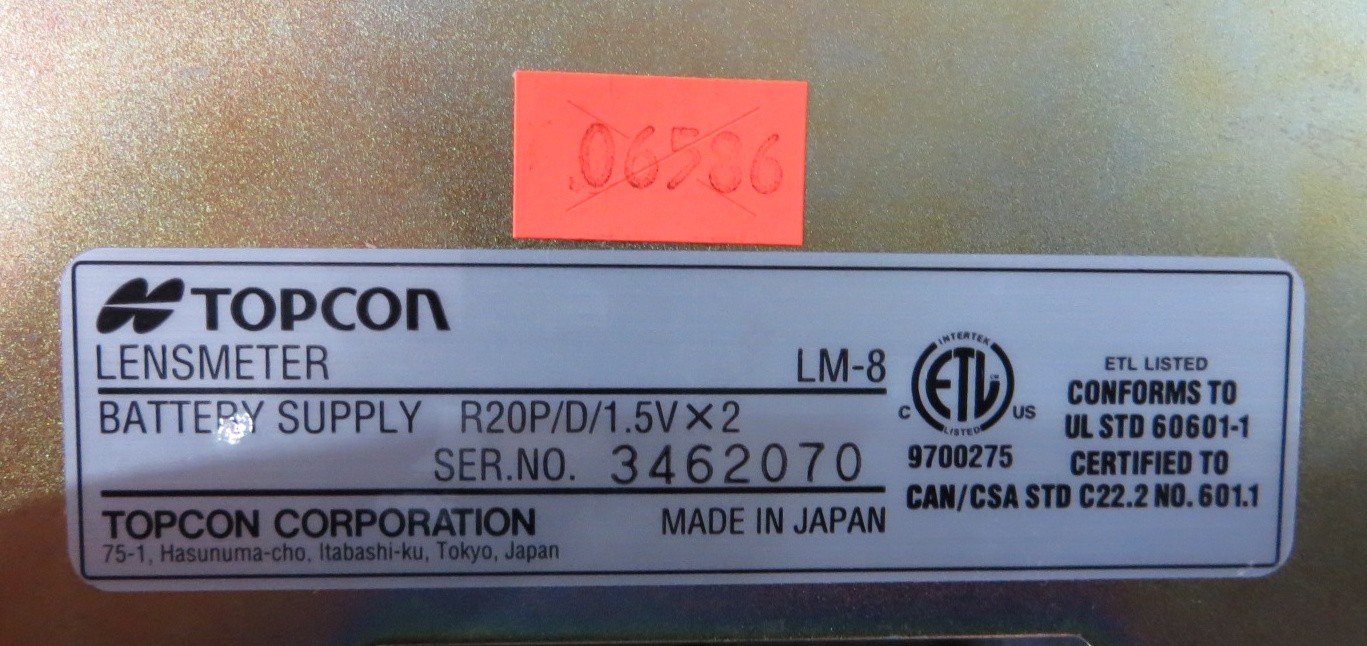 06586
TOPCON
LENSMETER LM-8
BATTERY SUPPLY R20P/D/1.5V×2
SER.NO. 3462070
TOPCON CORPORATION MADE IN JAPAN
75-1, Hasunuma-cho, Itabashi-ku, Tokyo, Japan
INTERTEK
ETL
LISTED
C US
9700275
ETL LISTED
CONFORMS TO
UL STD 60601-1
CERTIFIED TO
CAN/CSA STD C22.2 NO. 601.1